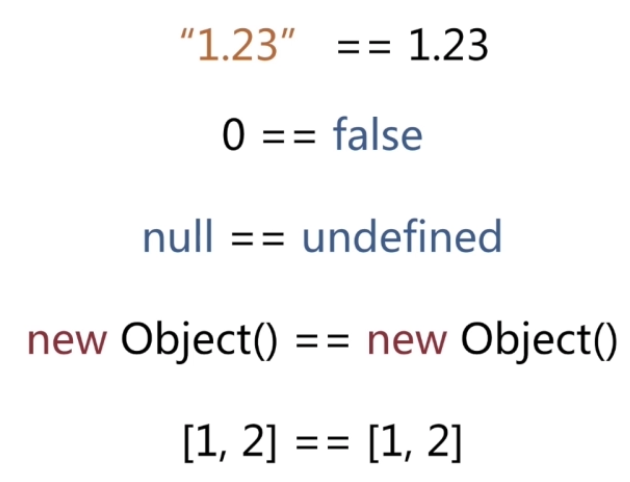 “1.23” == 1.23
0 == false
null == undefined
new Object() == new Object()
[1, 2] == [1, 2]